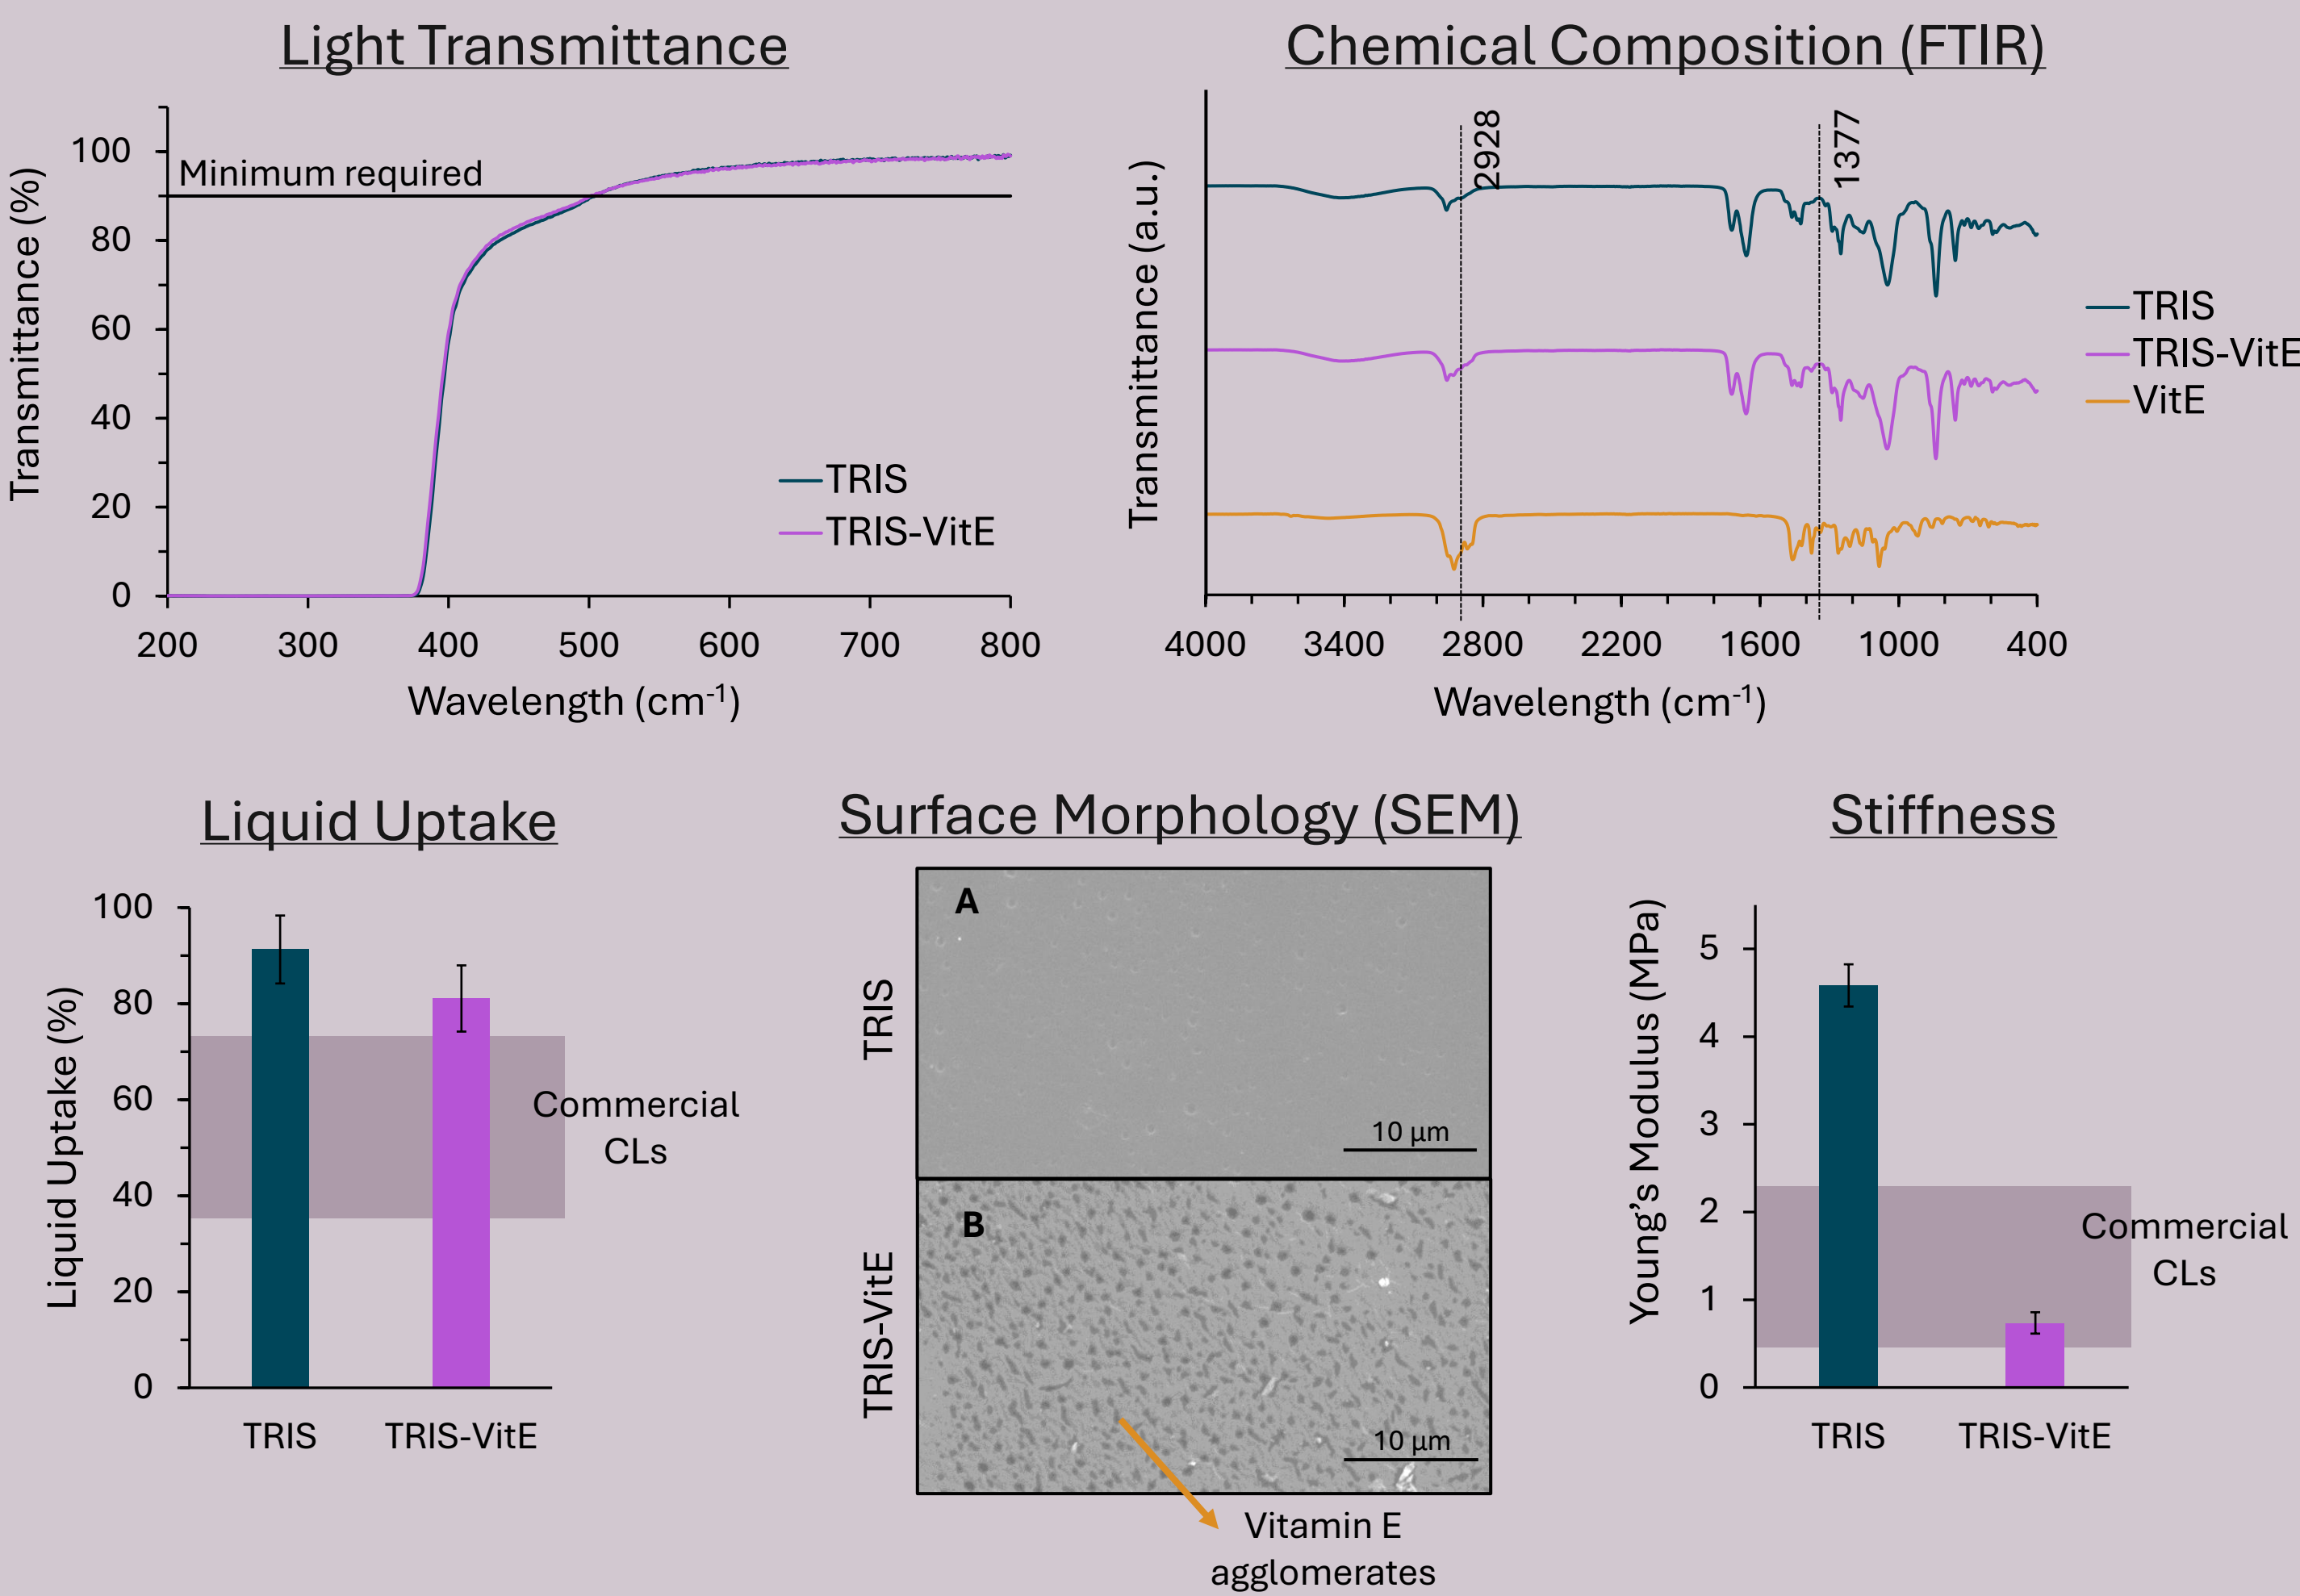 Light Transmittance
Transmittance (%)
100
80
60
40
20
0
Minimum required
TRIS
TRIS-VitE
200 300 400 500 600 700 800
Wavelength (cm⁻¹)
Chemical Composition (FTIR)
Transmittance (a.u.)
2928
1377
TRIS
TRIS-VitE
VitE
4000 3400 2800 2200 1600 1000 400
Wavelength (cm⁻¹)
Liquid Uptake
Liquid Uptake (%)
100
80
60
40
20
0
Commercial
CLs
TRIS TRIS-VitE
Surface Morphology (SEM)
TRIS
A
10 µm
TRIS-VitE
B
10 µm
Vitamin E
agglomerates
Stiffness
Young's Modulus (MPa)
5
4
3
2
1
0
Commercial
CLs
TRIS TRIS-VitE